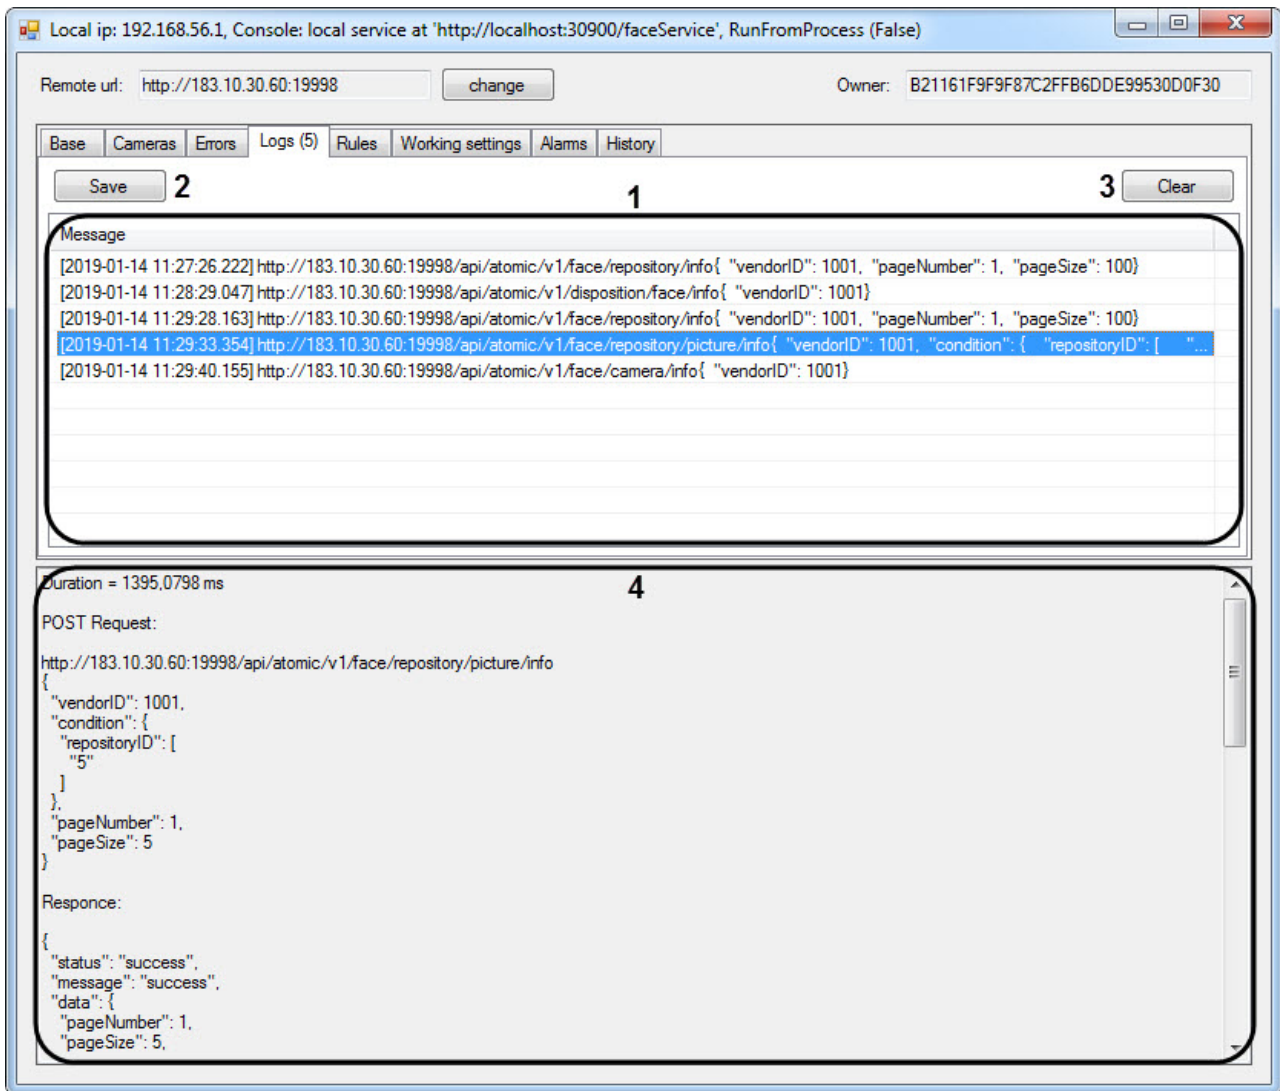 Local ip: 192.168.56.1, Console: local service at 'http://localhost:30900/faceService', RunFromProcess (False)
Remote url: http://183.10.30.60:19998 change Owner: B21161F9F9F87C2FFB6DDE99530D0F30
Base Cameras Errors Logs (5) Rules Working settings Alarms History
Save 2 1 3 Clear
Message
[2019-01-14 11:27:26.222] http://183.10.30.60:19998/api/atomic/v1/face/repository/info{ "vendorID": 1001, "pageNumber": 1, "pageSize": 100}
[2019-01-14 11:28:29.047] http://183.10.30.60:19998/api/atomic/v1/disposition/face/info{ "vendorID": 1001}
[2019-01-14 11:29:28.163] http://183.10.30.60:19998/api/atomic/v1/face/repository/info{ "vendorID": 1001, "pageNumber": 1, "pageSize": 100}
[2019-01-14 11:29:33.354] http://183.10.30.60:19998/api/atomic/v1/face/repository/picture/info{ "vendorID": 1001, "condition": { "repositoryID": [ "...
[2019-01-14 11:29:40.155] http://183.10.30.60:19998/api/atomic/v1/face/camera/info{ "vendorID": 1001}
Duration = 1395,0798 ms 4
POST Request:
http://183.10.30.60:19998/api/atomic/v1/face/repository/picture/info
{
"vendorID": 1001,
"condition": {
"repositoryID": [
"5"
]
},
"pageNumber": 1,
"pageSize": 5
}
Responce:
{
"status": "success",
"message": "success",
"data": {
"pageNumber": 1,
"pageSize": 5,